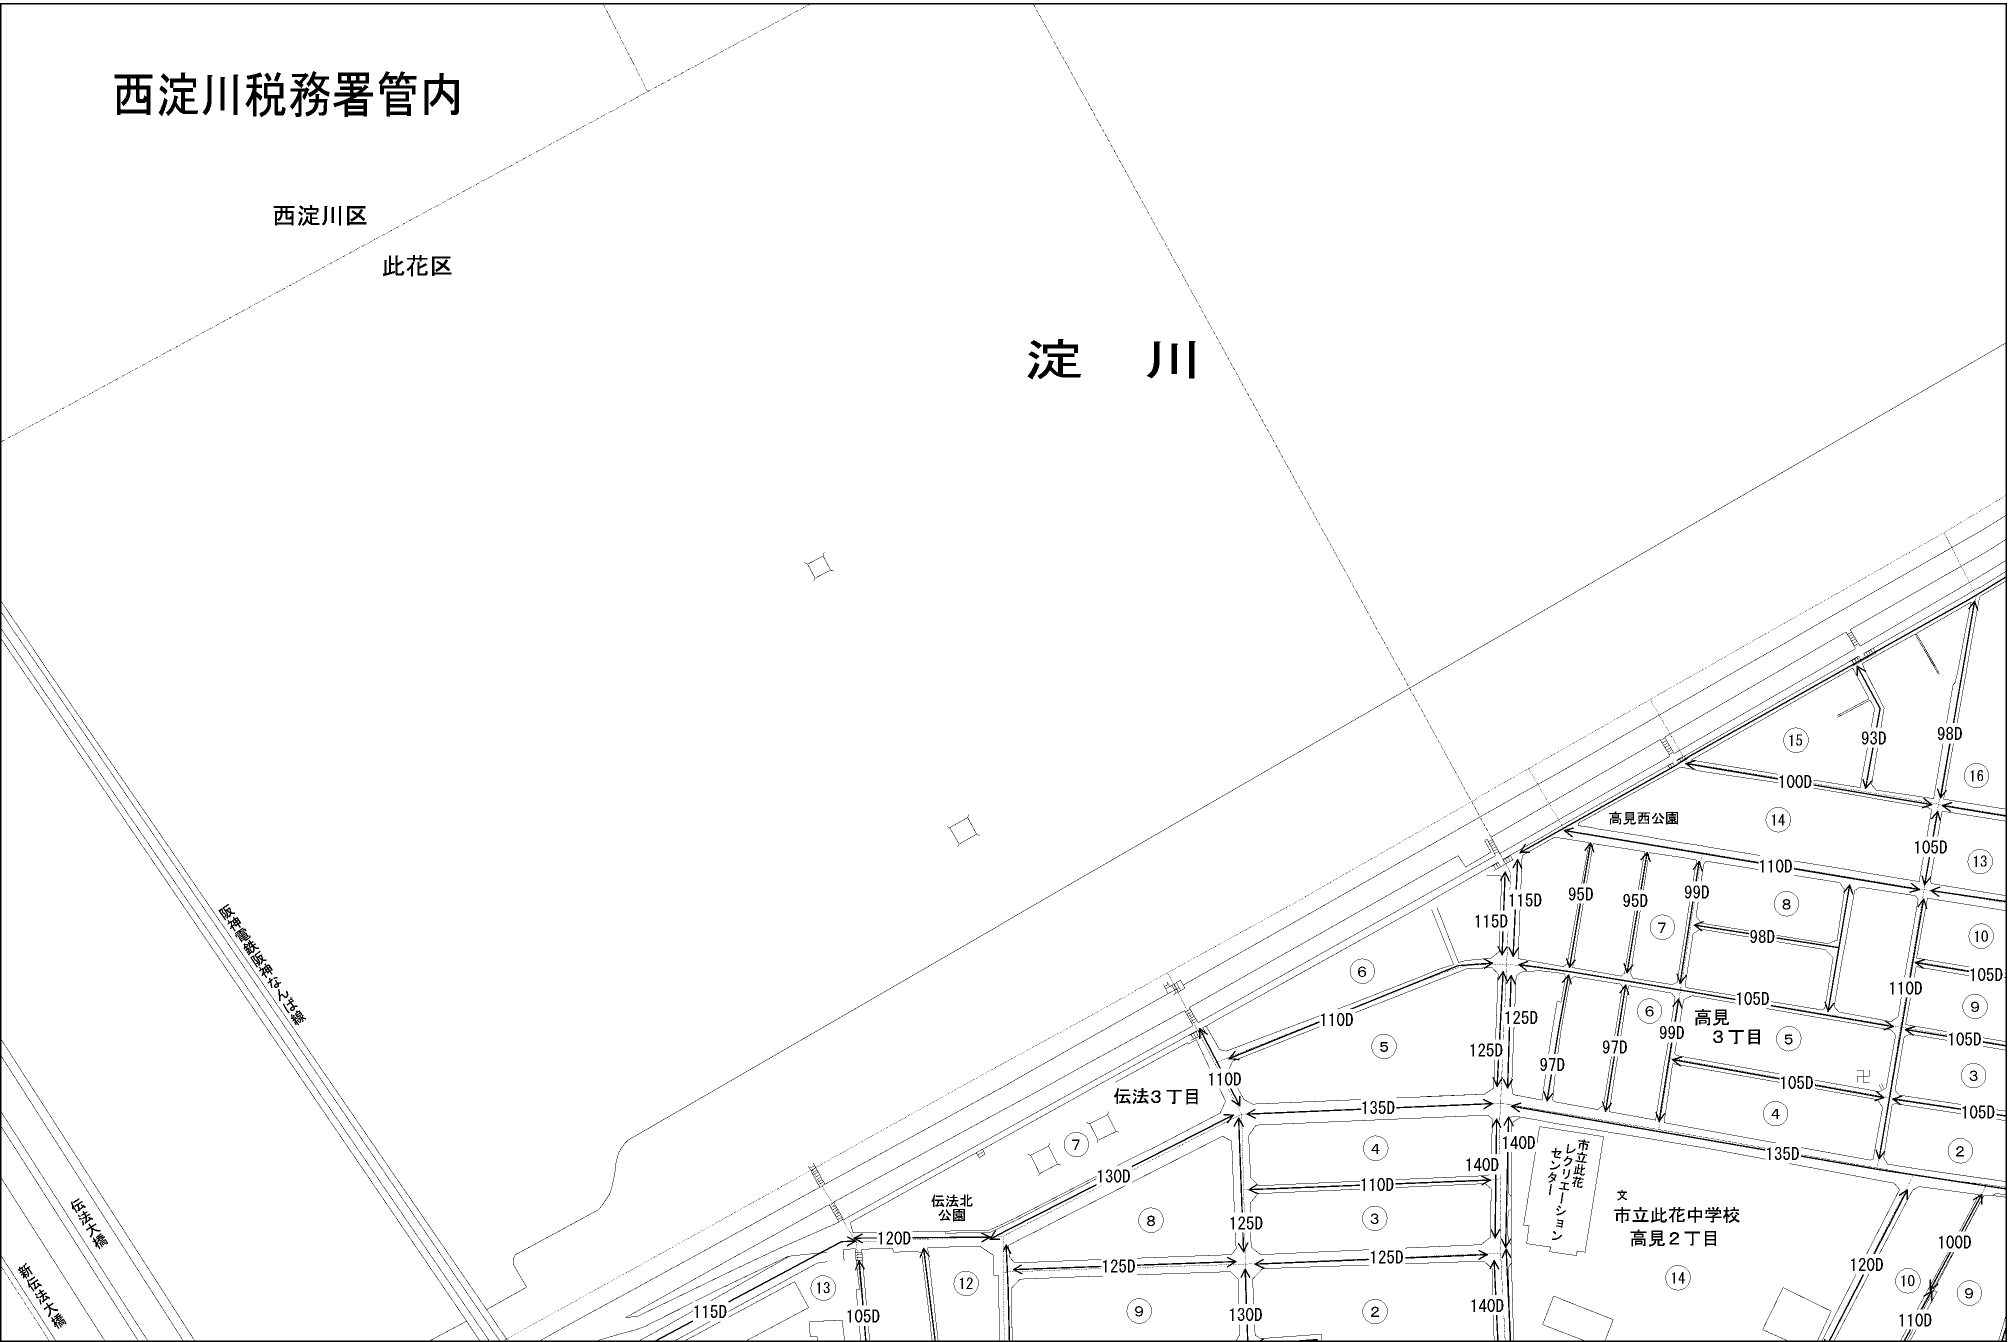 西淀川税務署管内
西淀川区
此花区
淀 川
阪神電鉄阪神なんば線
伝法大橋
新伝法大橋
93D
98D
15
16
100D
高見西公園
14
105D
13
110D
115D
115D
95D
95D
99D
8
7
98D
10
6
105D
110D
110D
105D
9
125D
6
高見
3丁目
99D
5
105D
5
125D
97D
97D
3
110D
105D
105D
伝法3丁目
135D
4
2
7
4
140D
140D
135D
市立此花
レクリエーション
センター
130D
110D
文
市立此花中学校
高見2丁目
伝法北
公園
8
125D
3
120D
125D
125D
100D
120D
14
10
9
13
12
115D
105D
9
130D
2
140D
110D